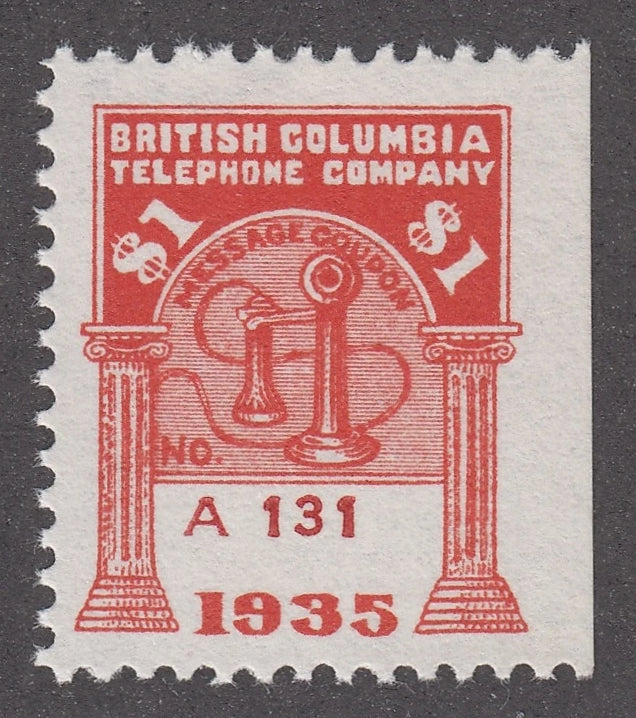 BRITISH COLUMBIA
TELEPHONE COMPANY
$1 $1
MESSAGE COUPON
NO.
A 131
1935